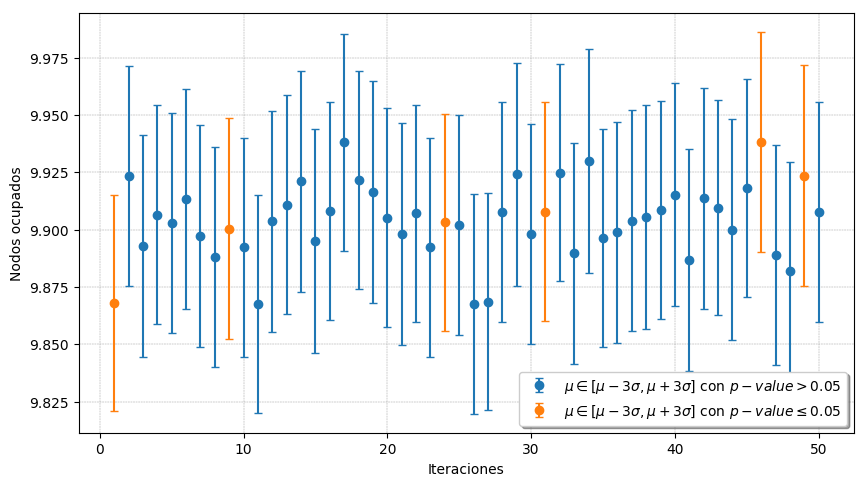 9.975
9.950
9.925
9.900
9.875
9.850
9.825
Nodos ocupados
μ ∈ [μ − 3σ, μ + 3σ] con p − value > 0.05
μ ∈ [μ − 3σ, μ + 3σ] con p − value ≤ 0.05
0 10 20 30 40 50
Iteraciones